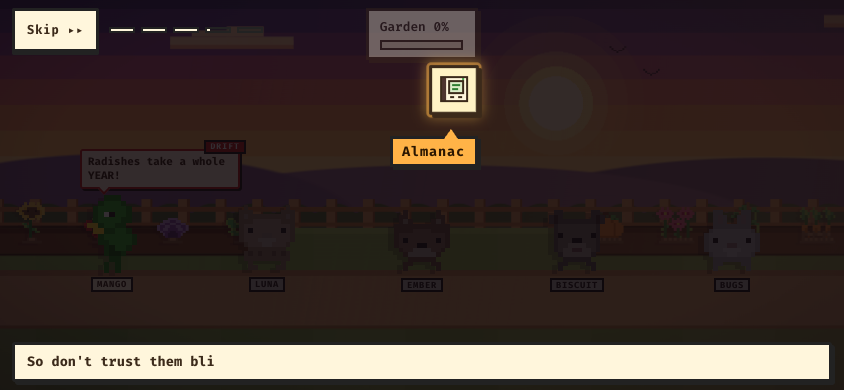 Skip ▸▸
Garden 0%
Almanac
DRIFT
Radishes take a whole
YEAR!
MANGO
LUNA
EMBER
BISCUIT
BUGS
So don't trust them bli